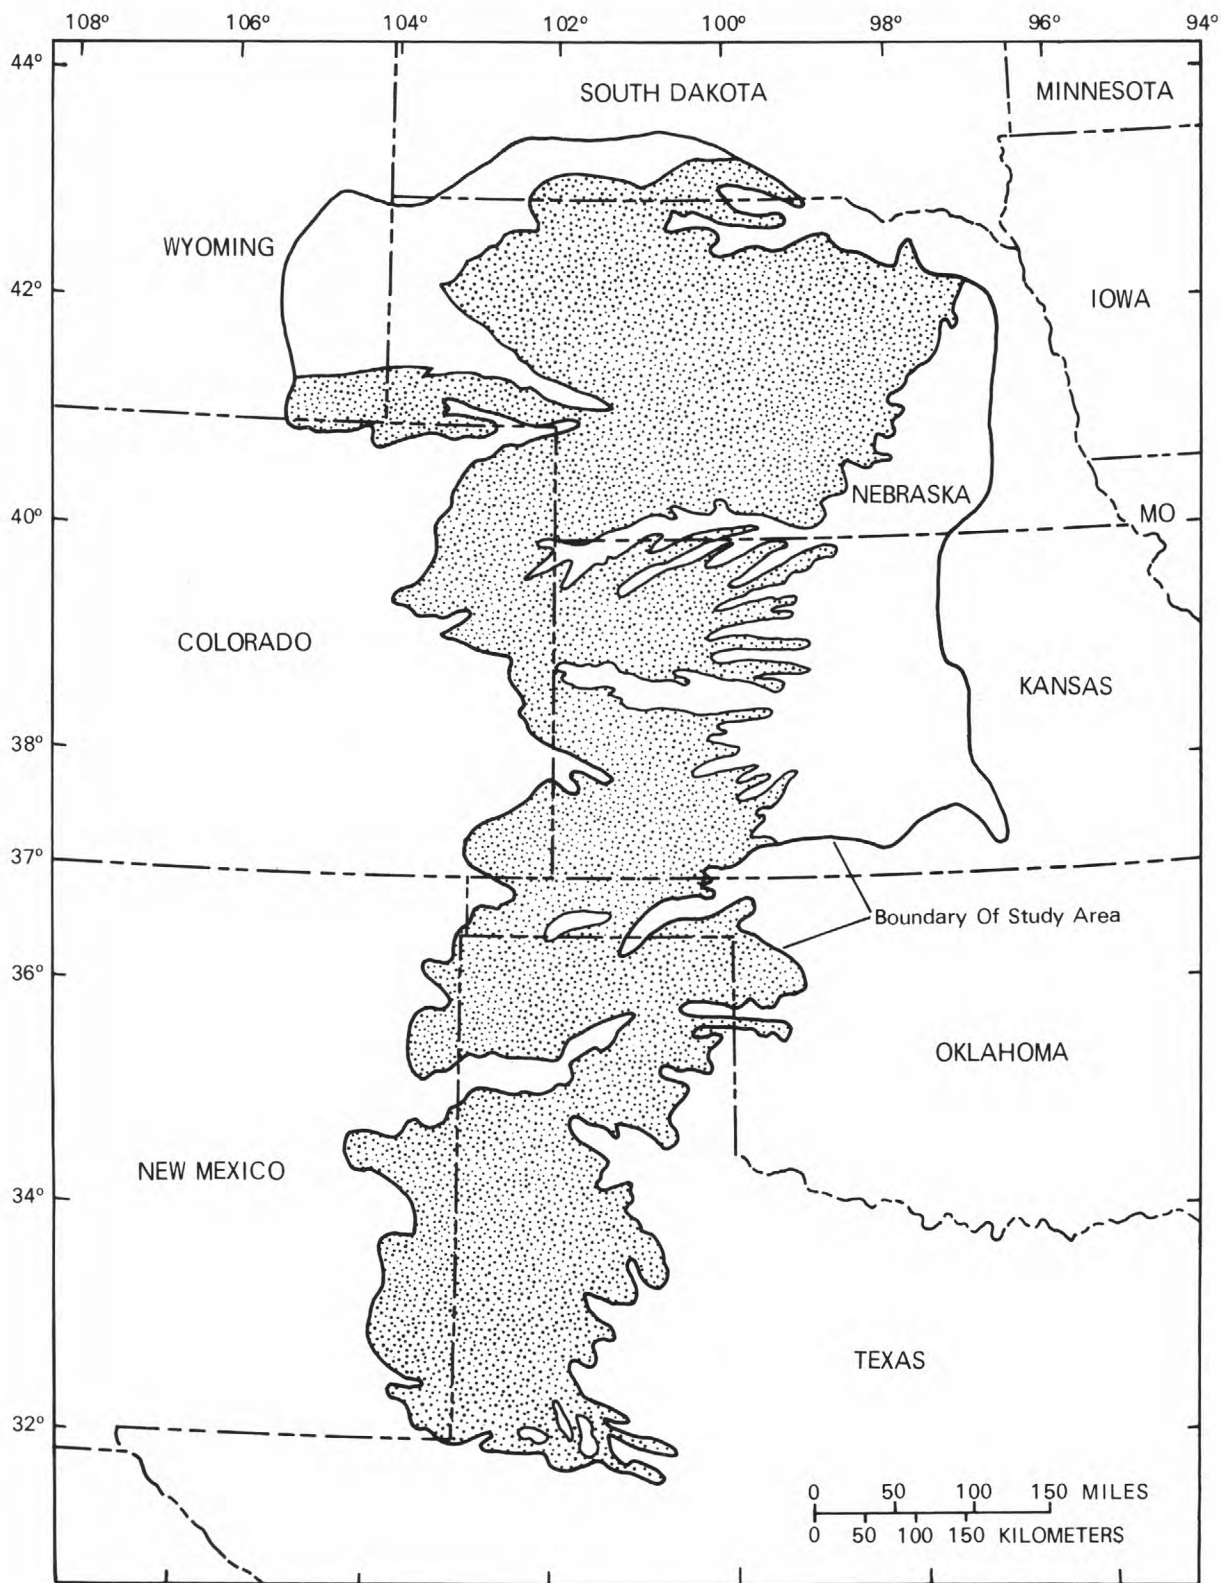 108° 106° 104° 102° 100° 98° 96° 94°
44°
SOUTH DAKOTA
MINNESOTA
WYOMING
42°
IOWA
NEBRASKA
40°
MO
COLORADO
KANSAS
38°
37°
Boundary Of Study Area
36°
OKLAHOMA
NEW MEXICO
34°
TEXAS
32°
0 50 100 150 MILES
0 50 100 150 KILOMETERS